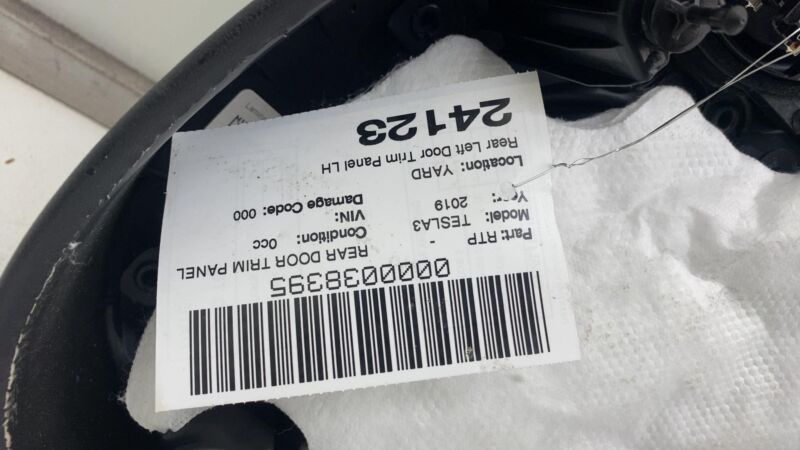 0000038395
REAR DOOR TRIM PANEL
Part: RTP -
Condition: 0cc
Model: TESLA3
VIN:
Year: 2019
Damage Code: 000
Location: YARD
Rear Left Door Trim Panel LH
24123